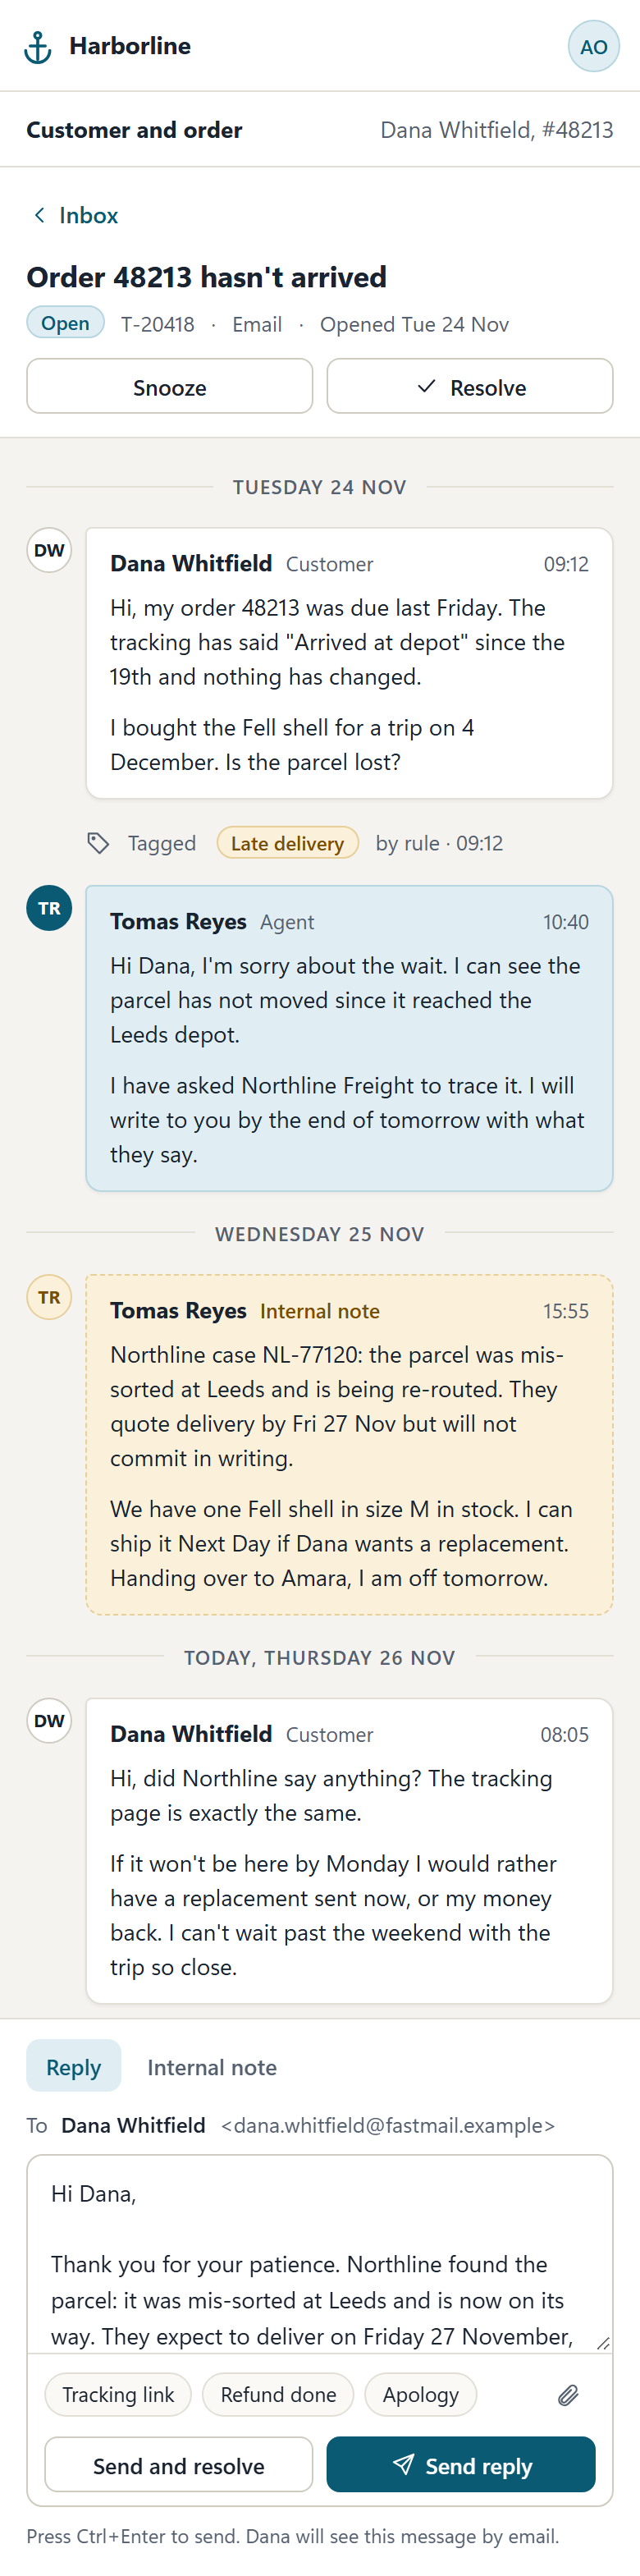 Harborline
AO
Customer and order
Dana Whitfield, #48213
Inbox
Order 48213 hasn't arrived
Open T-20418 · Email · Opened Tue 24 Nov
Snooze
Resolve
TUESDAY 24 NOV
DW
Dana Whitfield Customer 09:12
Hi, my order 48213 was due last Friday. The
tracking has said "Arrived at depot" since the
19th and nothing has changed.
I bought the Fell shell for a trip on 4
December. Is the parcel lost?
Tagged Late delivery by rule · 09:12
TR
Tomas Reyes Agent 10:40
Hi Dana, I'm sorry about the wait. I can see the
parcel has not moved since it reached the
Leeds depot.
I have asked Northline Freight to trace it. I will
write to you by the end of tomorrow with what
they say.
WEDNESDAY 25 NOV
TR
Tomas Reyes Internal note 15:55
Northline case NL-77120: the parcel was mis-
sorted at Leeds and is being re-routed. They
quote delivery by Fri 27 Nov but will not
commit in writing.
We have one Fell shell in size M in stock. I can
ship it Next Day if Dana wants a replacement.
Handing over to Amara, I am off tomorrow.
TODAY, THURSDAY 26 NOV
DW
Dana Whitfield Customer 08:05
Hi, did Northline say anything? The tracking
page is exactly the same.
If it won't be here by Monday I would rather
have a replacement sent now, or my money
back. I can't wait past the weekend with the
trip so close.
Reply
Internal note
To Dana Whitfield <dana.whitfield@fastmail.example>
Hi Dana,
Thank you for your patience. Northline found the
parcel: it was mis-sorted at Leeds and is now on its
way. They expect to deliver on Friday 27 November,
Tracking link
Refund done
Apology
Send and resolve
Send reply
Press Ctrl+Enter to send. Dana will see this message by email.